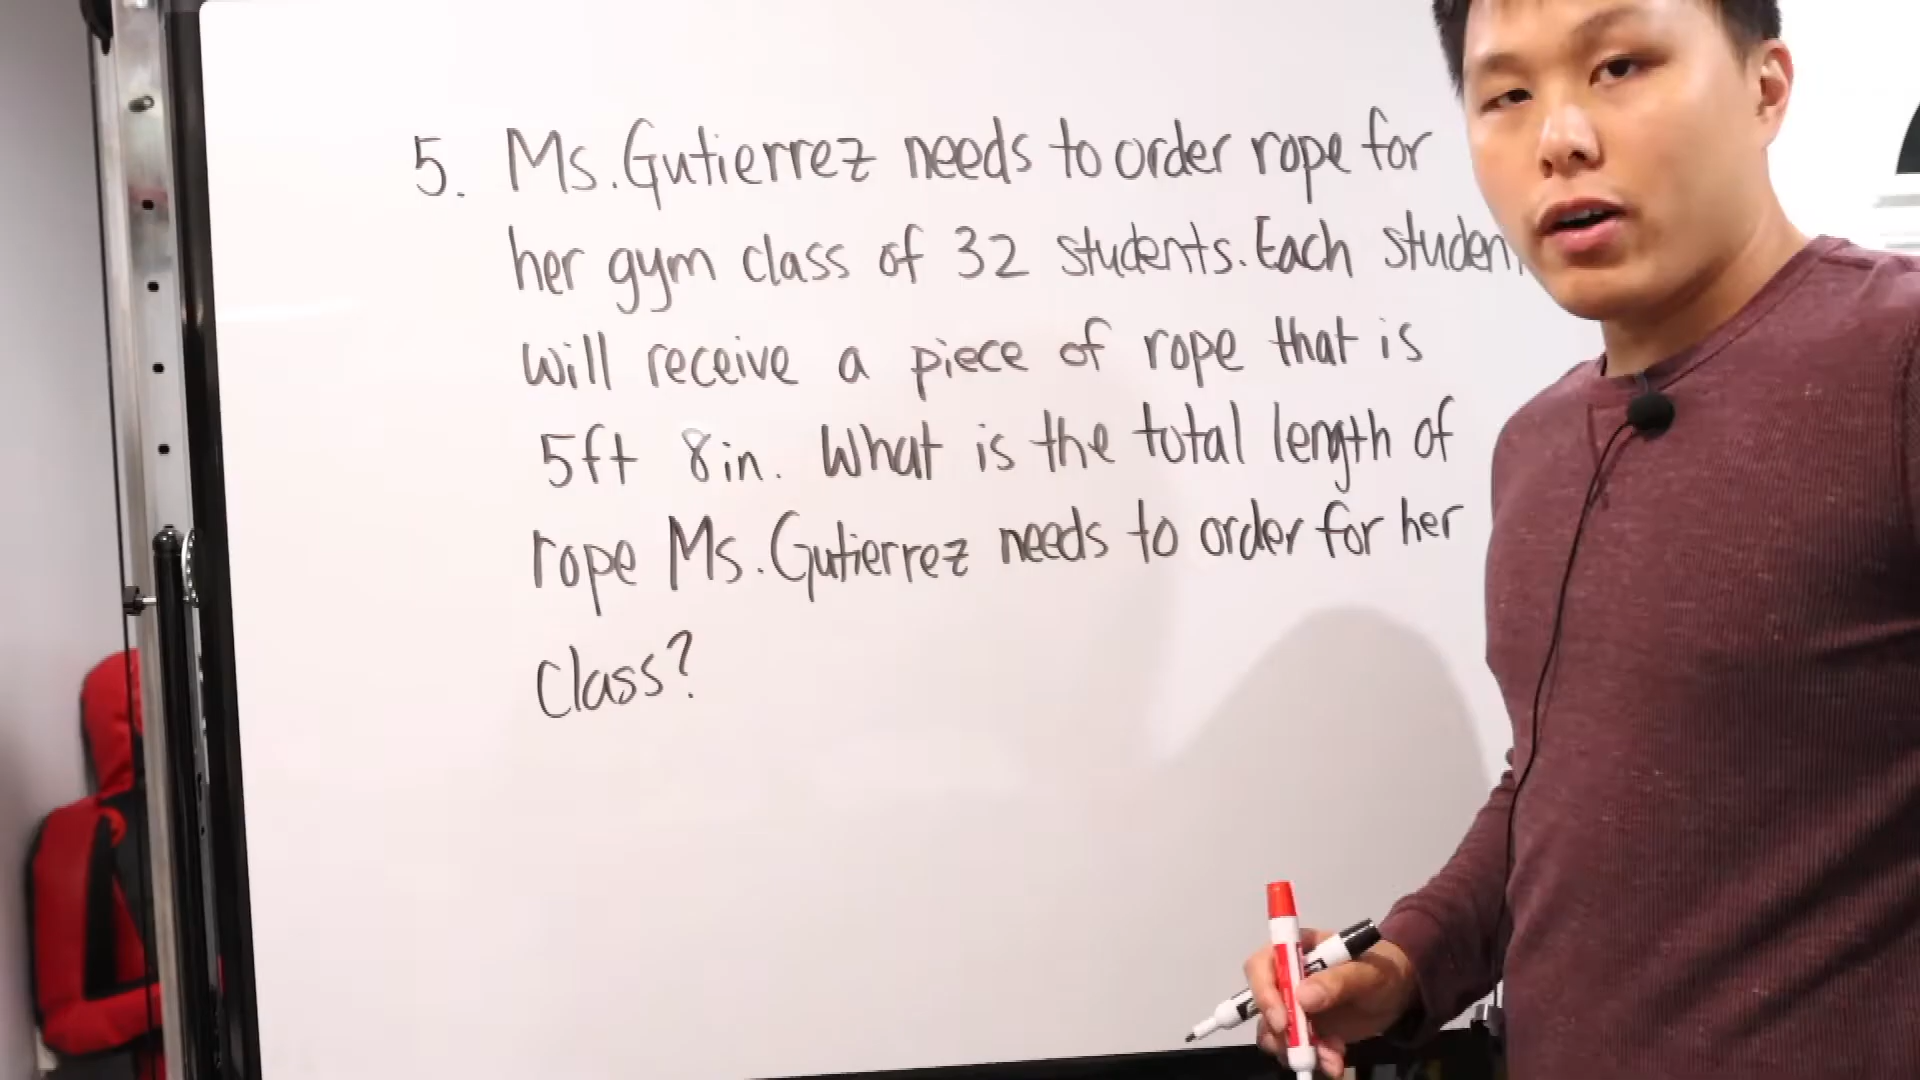 5. Ms. Gutierrez needs to order rope for
her gym class of 32 students. Each studen
will receive a piece of rope that is
5ft 8in. What is the total length of
rope Ms. Gutierrez needs to order for her
class?